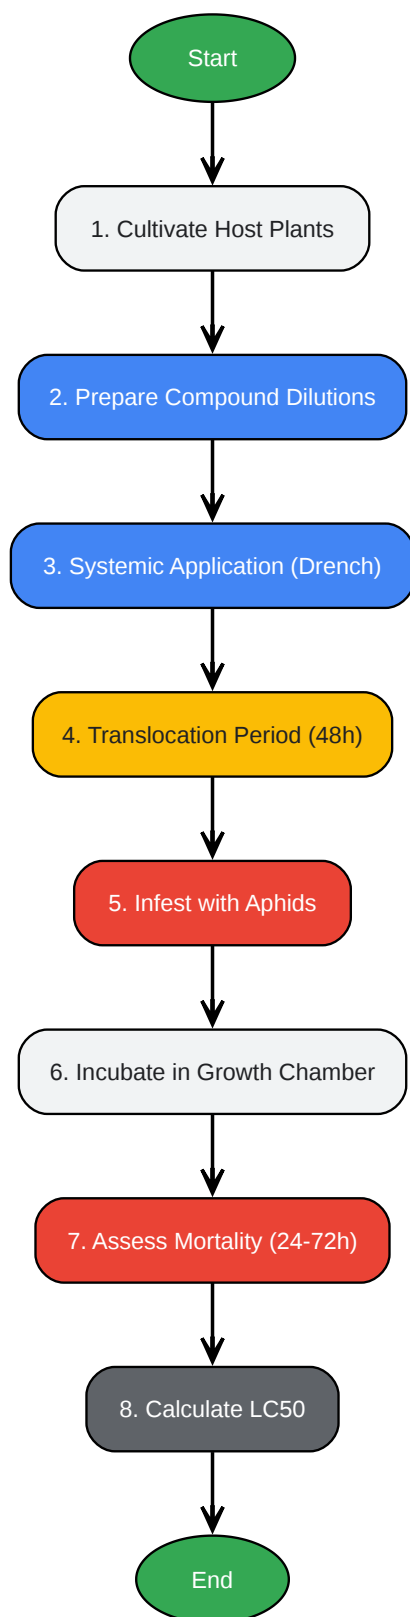 Start
1. Cultivate Host Plants
2. Prepare Compound Dilutions
3. Systemic Application (Drench)
4. Translocation Period (48h)
5. Infest with Aphids
6. Incubate in Growth Chamber
7. Assess Mortality (24-72h)
8. Calculate LC50
End